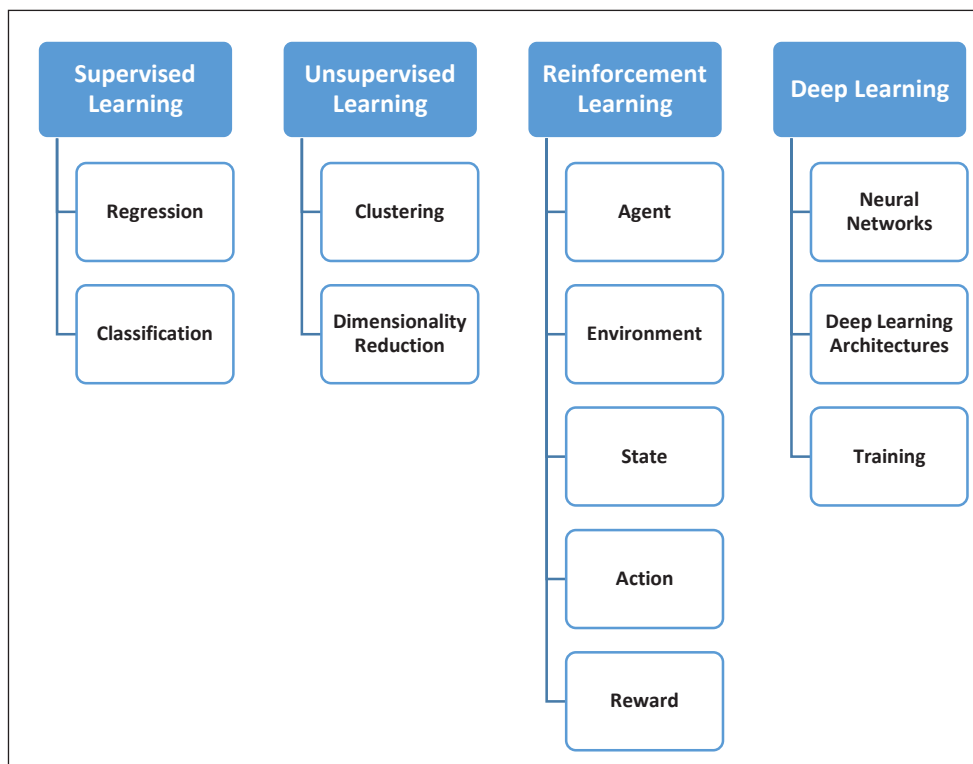 Supervised
Learning
Regression
Classification
Unsupervised
Learning
Clustering
Dimensionality
Reduction
Reinforcement
Learning
Agent
Environment
State
Action
Reward
Deep Learning
Neural
Networks
Deep Learning
Architectures
Training